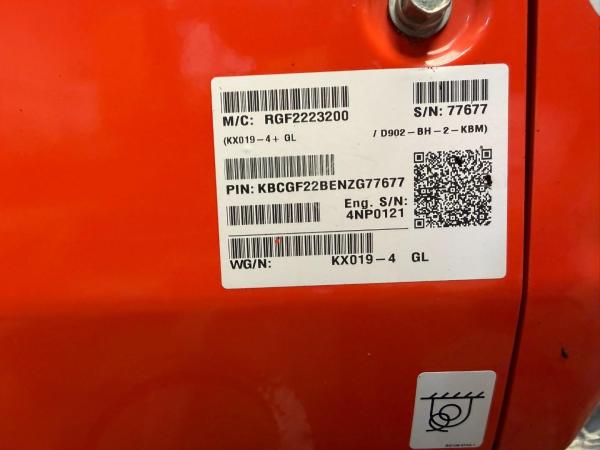 M/C: RGF2223200 S/N: 77677
(KX019-4+ GL / D902-BH-2-KBM)
PIN: KBCGF22BENZG77677
Eng. S/N:
4NP0121
WG/N: KX019-4 GL